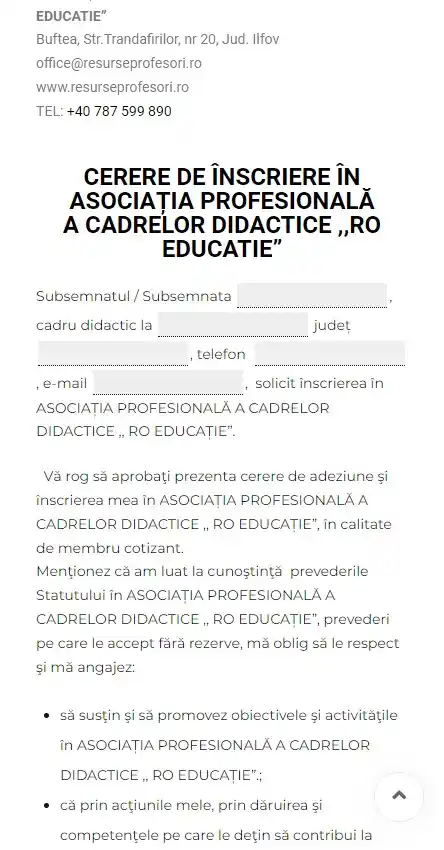 EDUCATIE”
Buftea, Str.Trandafirilor, nr 20, Jud. Ilfov
office@resurseprofesori.ro
www.resurseprofesori.ro
TEL: +40 787 599 890
CERERE DE ÎNSCRIERE ÎN
ASOCIAȚIA PROFESIONALĂ
A CADRELOR DIDACTICE ,,RO
EDUCATIE”
Subsemnatul / Subsemnata ,
cadru didactic la județ
, telefon
, e-mail , solicit înscrierea în
ASOCIAȚIA PROFESIONALĂ A CADRELOR
DIDACTICE ,, RO EDUCAȚIE”.
Vă rog să aprobaţi prezenta cerere de adeziune şi
înscrierea mea în ASOCIAȚIA PROFESIONALĂ A
CADRELOR DIDACTICE ,, RO EDUCAȚIE”, în calitate
de membru cotizant.
Menţionez că am luat la cunoştinţă prevederile
Statutului în ASOCIAȚIA PROFESIONALĂ A
CADRELOR DIDACTICE ,, RO EDUCAȚIE”, prevederi
pe care le accept fără rezerve, mă oblig să le respect
şi mă angajez:
• să susţin şi să promovez obiectivele şi activităţile
în ASOCIAȚIA PROFESIONALĂ A CADRELOR
DIDACTICE ,, RO EDUCAȚIE”.;
• că prin acţiunile mele, prin dăruirea şi
competenţele pe care le deţin să contribui la